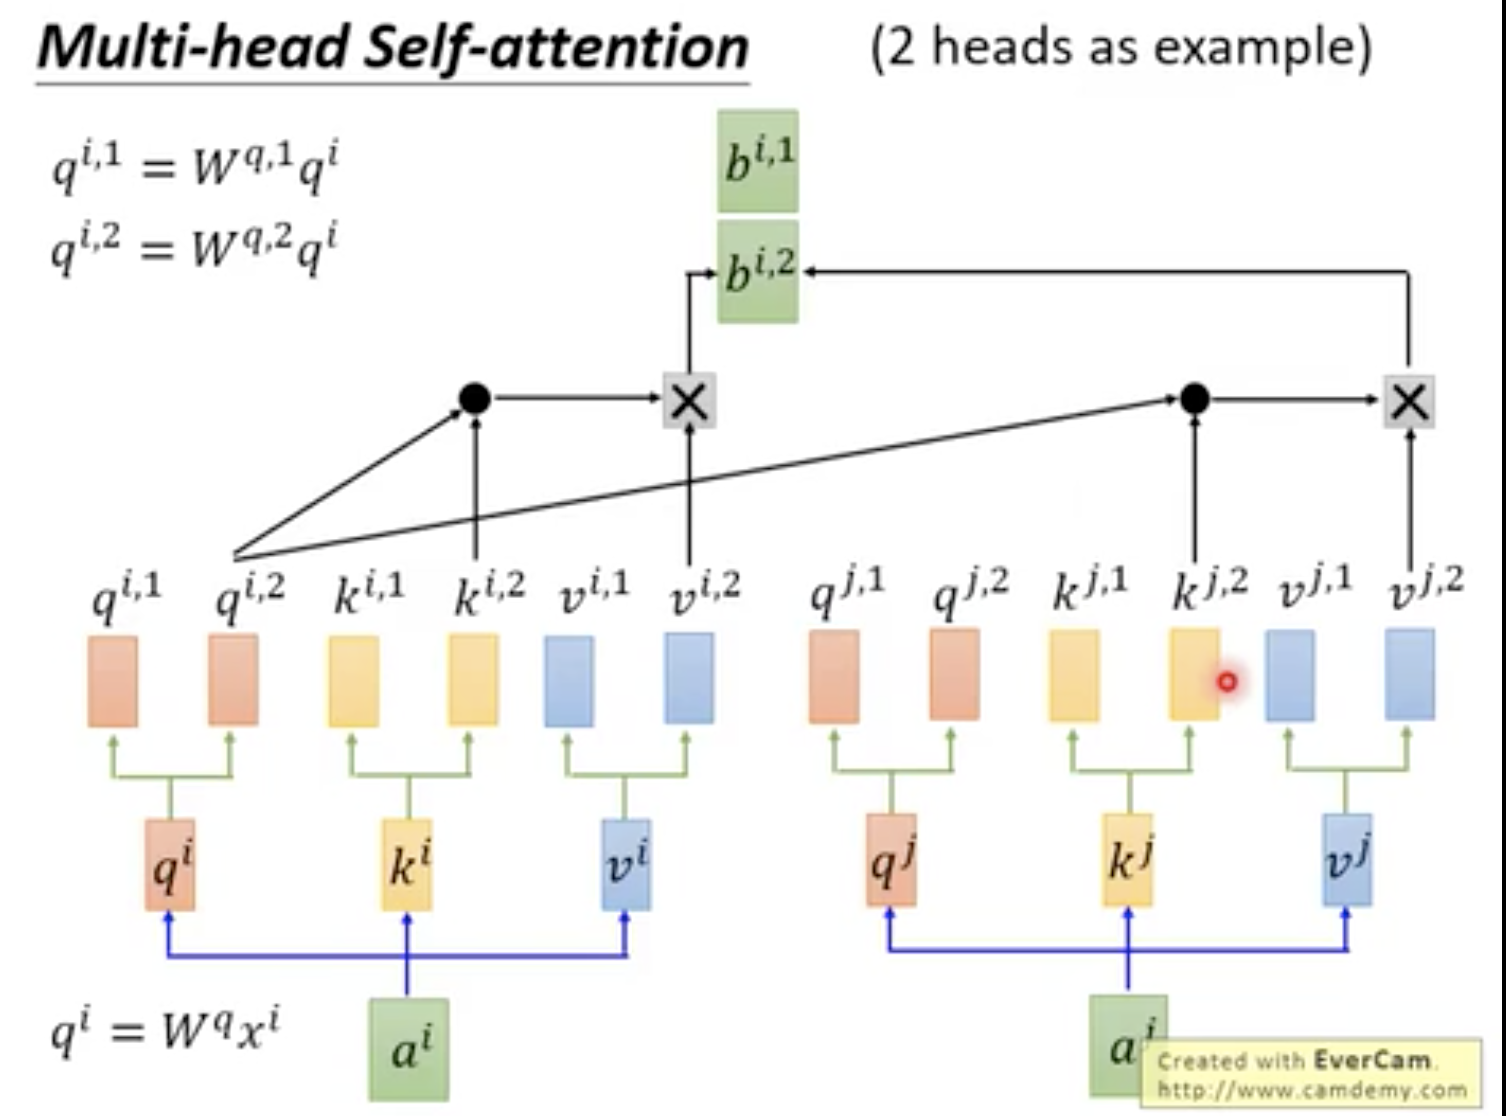 Multi-head Self-attention (2 heads as example)
q^{i,1} = W^{q,1}q^i
q^{i,2} = W^{q,2}q^i
b^{i,1}
b^{i,2}
q^{i,1} q^{i,2} k^{i,1} k^{i,2} v^{i,1} v^{i,2} q^{j,1} q^{j,2} k^{j,1} k^{j,2} v^{j,1} v^{j,2}
q^i k^i v^i q^j k^j v^j
q^i = W^q x^i
a^i a^j
Created with EverCam.
http://www.camdemy.com